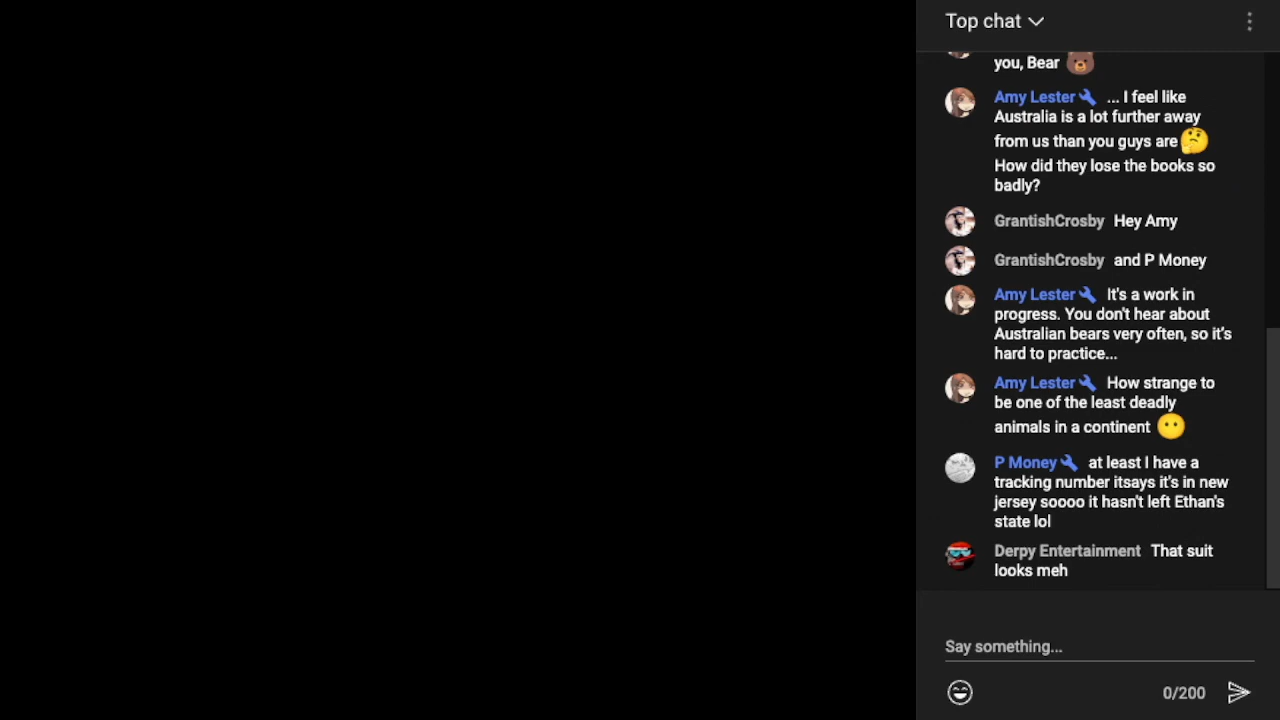 Top chat
you, Bear
Amy Lester ... I feel like
Australia is a lot further away
from us than you guys are
How did they lose the books so
badly?
GrantishCrosby Hey Amy
GrantishCrosby and P Money
Amy Lester It's a work in
progress. You don't hear about
Australian bears very often, so it's
hard to practice...
Amy Lester How strange to
be one of the least deadly
animals in a continent
P Money at least I have a
tracking number itsays it's in new
jersey soooo it hasn't left Ethan's
state lol
Derpy Entertainment That suit
looks meh
Say something...
0/200